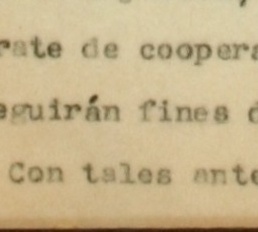 rate de coopera
eguirán fines d
Con tales ante